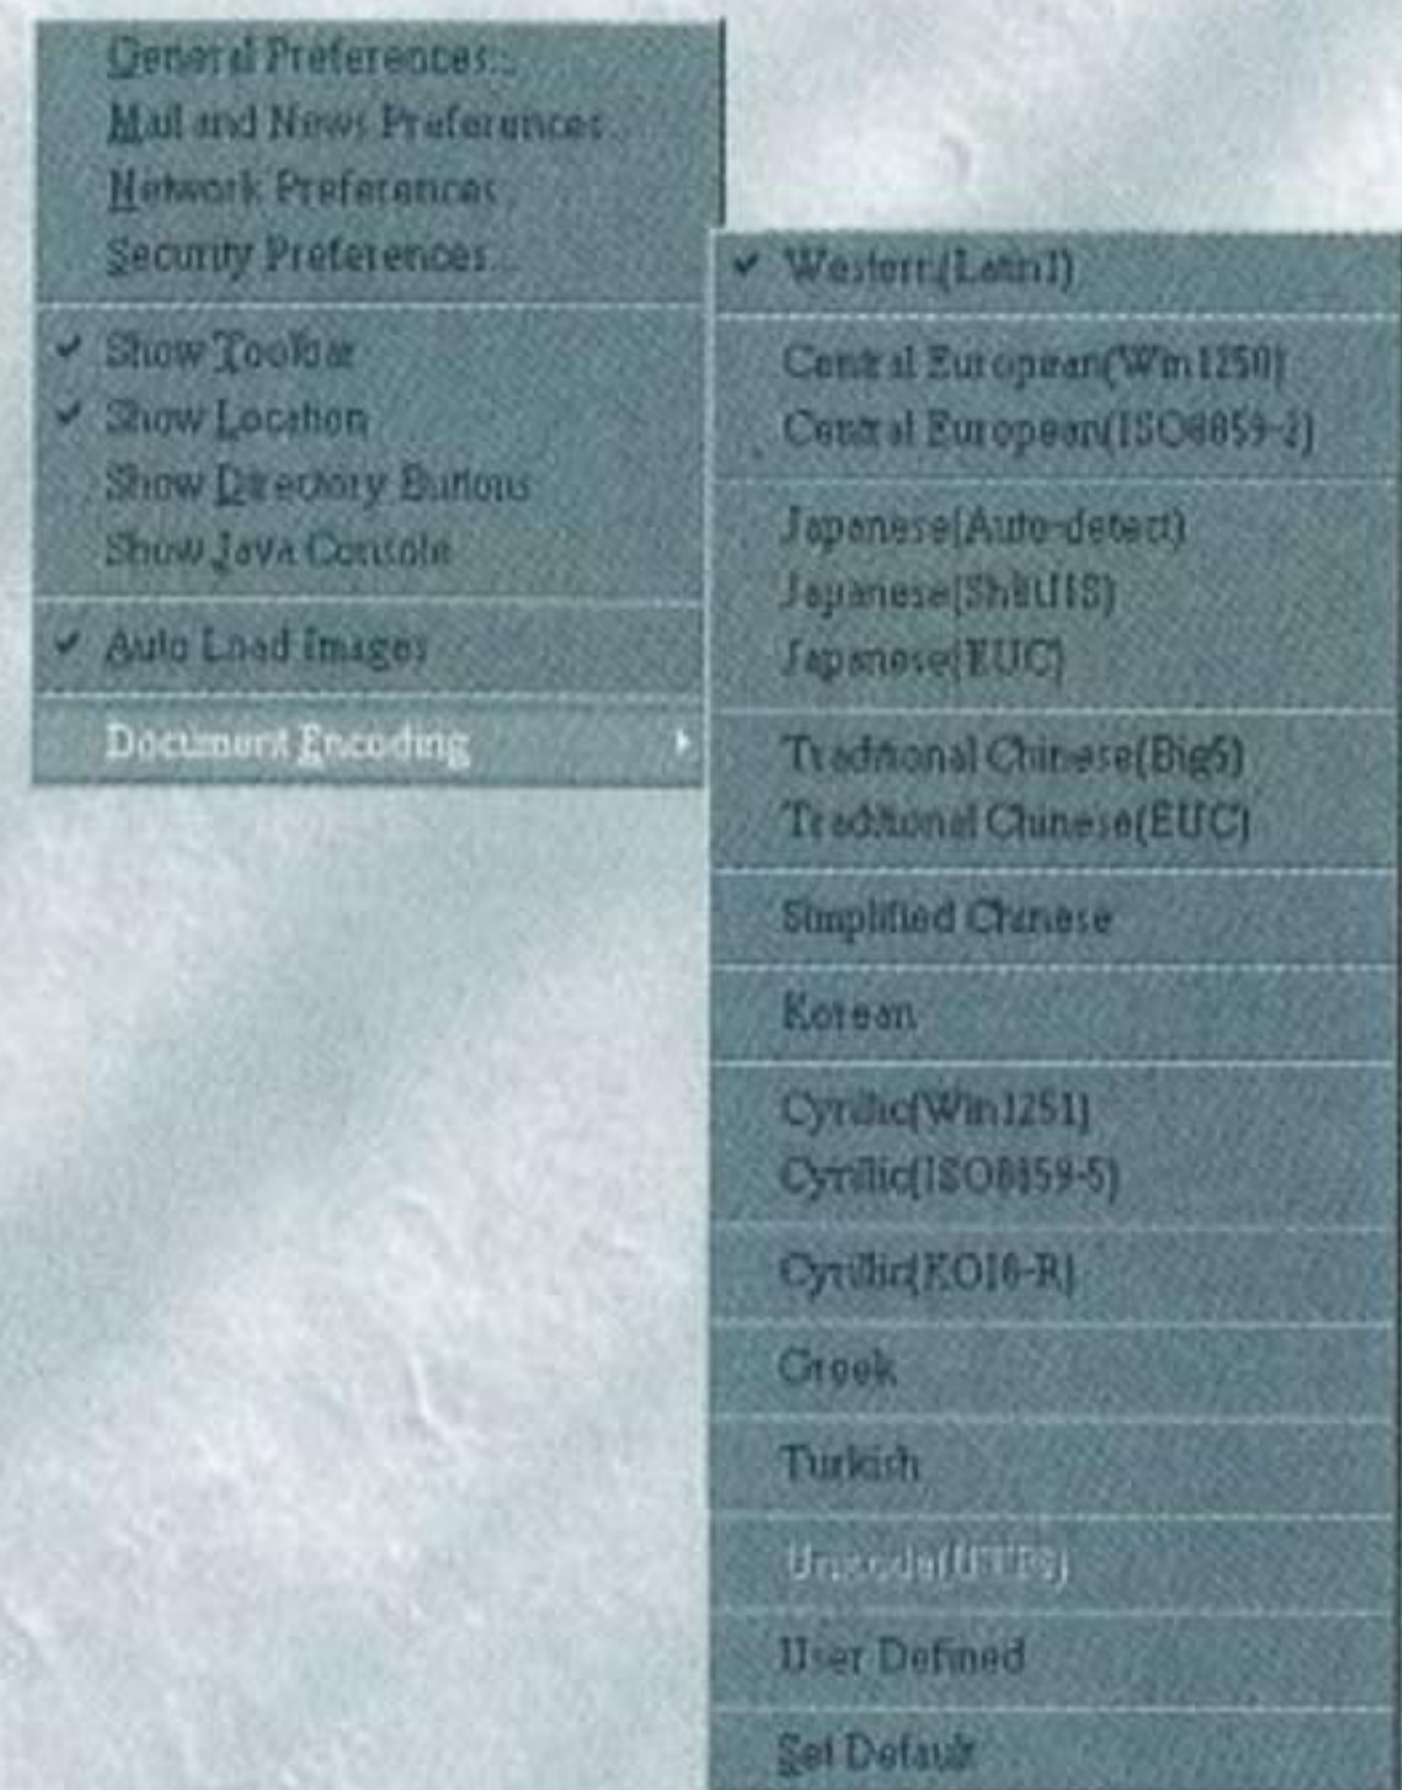 General Preferences...
Mail and News Preferences...
Network Preferences...
Security Preferences...
Show Toolbar
Show Location
Show Directory Buttons
Show Java Console
Auto Load Images
Document Encoding
Western(Latin1)
Central European(Win1250)
Central European(ISO8859-2)
Japanese(Auto-detect)
Japanese(ShiftJIS)
Japanese(EUC)
Traditional Chinese(Big5)
Traditional Chinese(EUC)
Simplified Chinese
Korean
Cyrillic(Win1251)
Cyrillic(ISO8859-5)
Cyrillic(KOI8-R)
Greek
Turkish
Unicode(UTF8)
User Defined
Set Default